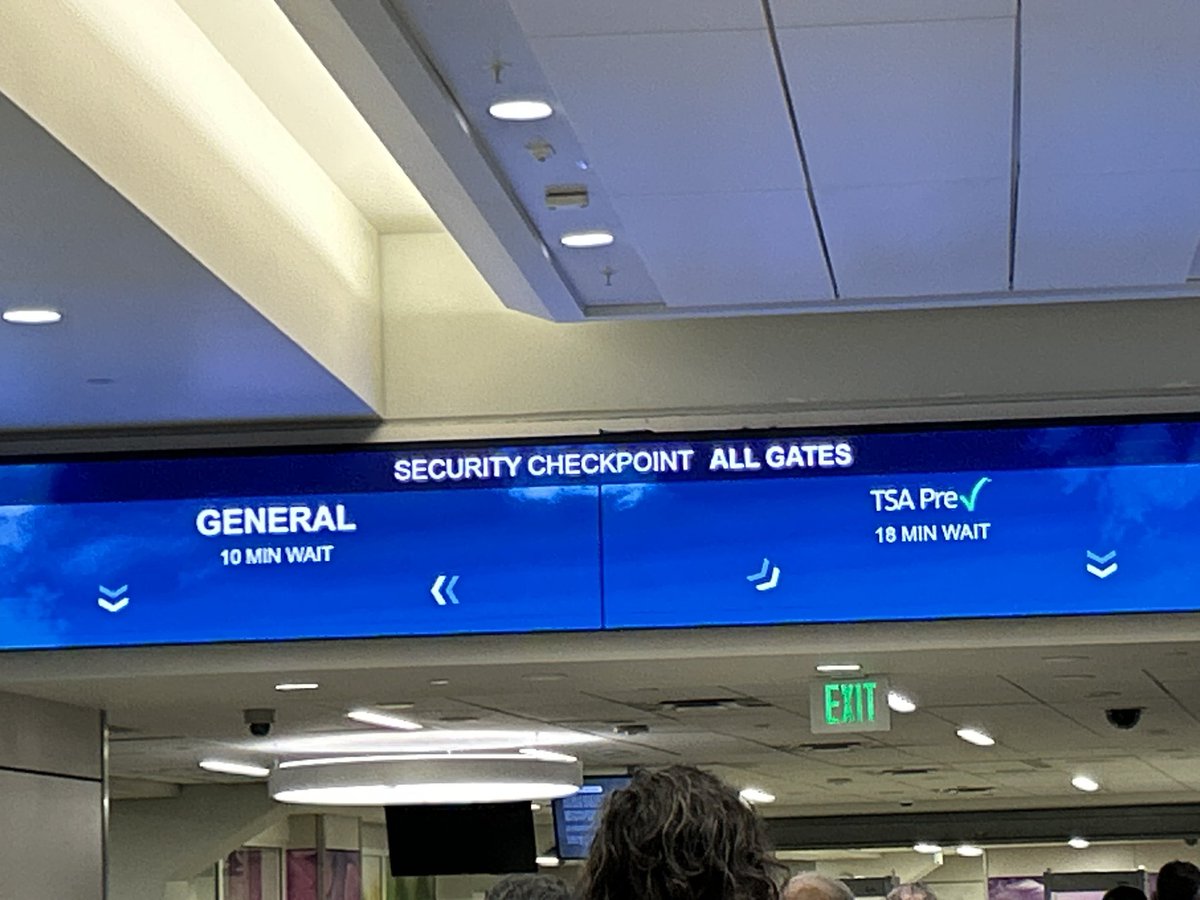 SECURITY CHECKPOINT ALL GATES
GENERAL
10 MIN WAIT
TSA Pre✓
18 MIN WAIT
EXIT